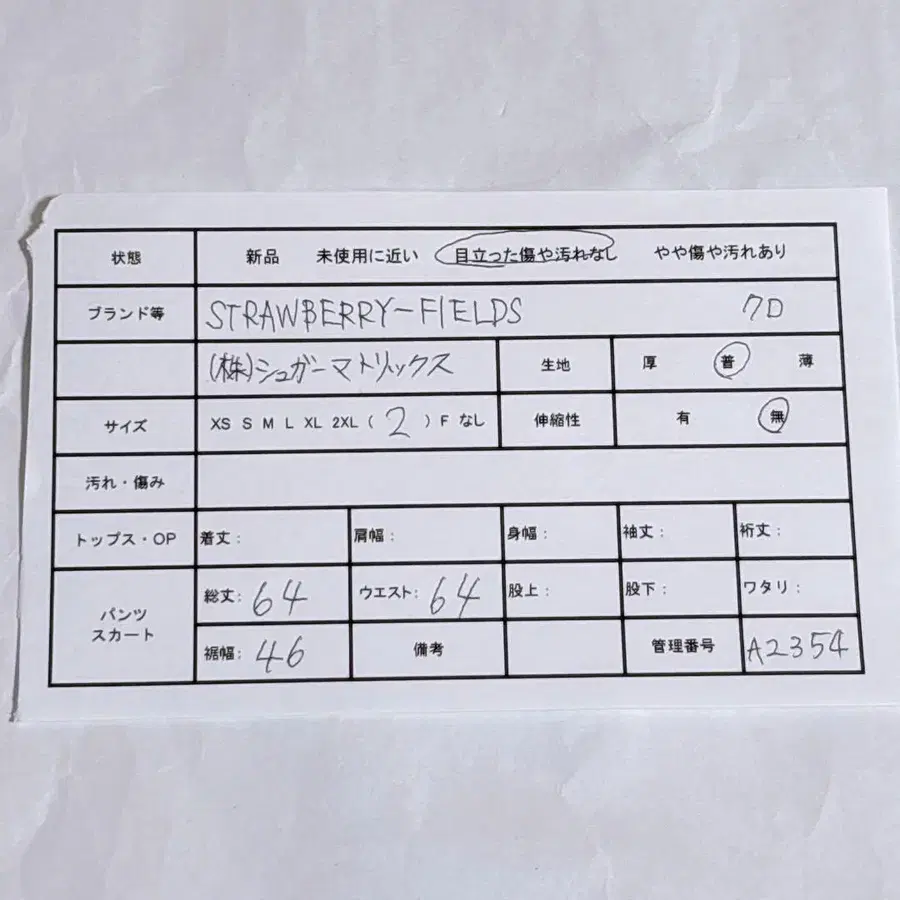 状態 新品 未使用に近い 目立った傷や汚れなし やや傷や汚れあり
ブランド等 STRAWBERRY-FIELDS
(株)シュガーマトリックス 生地 厚 普 薄
サイズ XS S M L XL 2XL ( 2 ) F なし 伸縮性 有 無
汚れ・傷み
トップス・OP 着丈: 肩幅: 身幅: 袖丈: 裄丈:
パンツ スカート
総丈: 64 ウエスト: 64 股上: 股下: ワタリ:
裾幅: 46 備考 管理番号 A2354